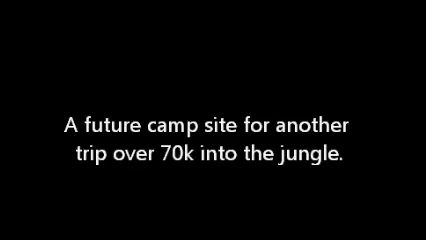 A future camp site for another
trip over 70k into the jungle.